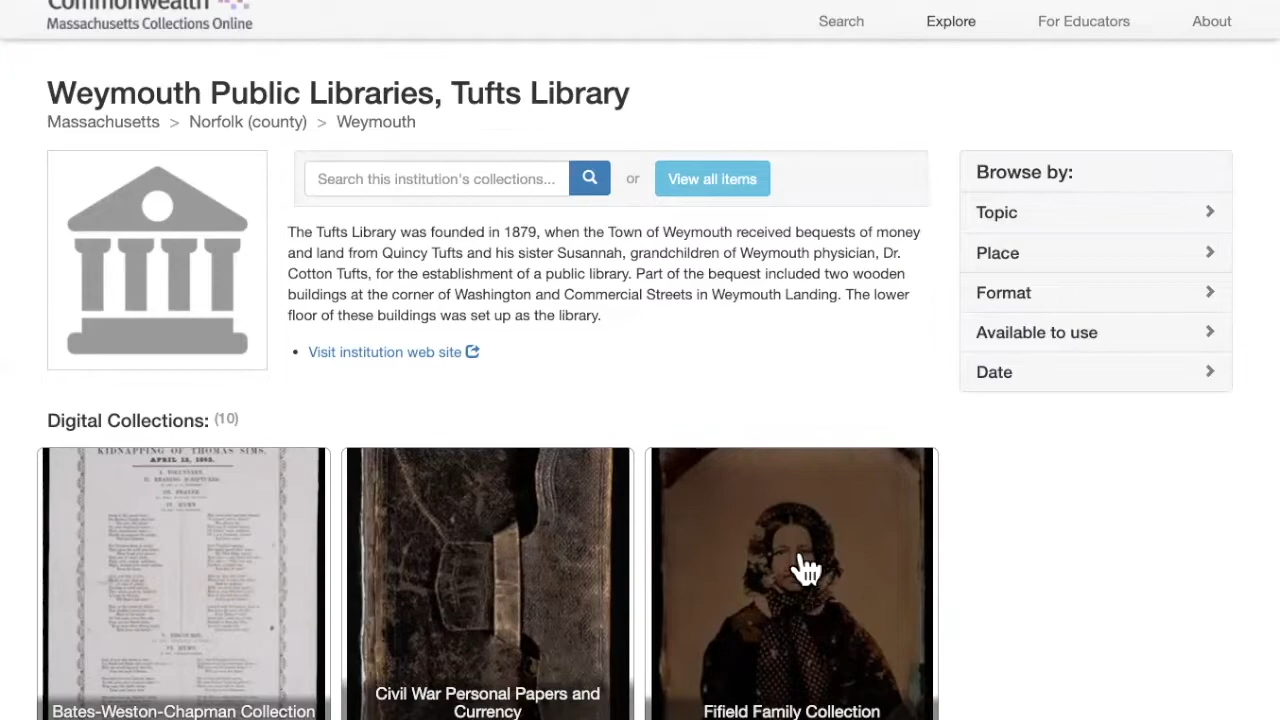 Commonwealth
Massachusetts Collections Online
Search
Explore
For Educators
About
Weymouth Public Libraries, Tufts Library
Massachusetts > Norfolk (county) > Weymouth
Search this institution's collections...
or
View all items
The Tufts Library was founded in 1879, when the Town of Weymouth received bequests of money
and land from Quincy Tufts and his sister Susannah, grandchildren of Weymouth physician, Dr.
Cotton Tufts, for the establishment of a public library. Part of the bequest included two wooden
buildings at the corner of Washington and Commercial Streets in Weymouth Landing. The lower
floor of these buildings was set up as the library.
• Visit institution web site
Browse by:
Topic
Place
Format
Available to use
Date
Digital Collections: (10)
KIDNAPPING OF THOMAS SIMS,
Bates-Weston-Chapman Collection
Civil War Personal Papers and
Currency
Fifield Family Collection